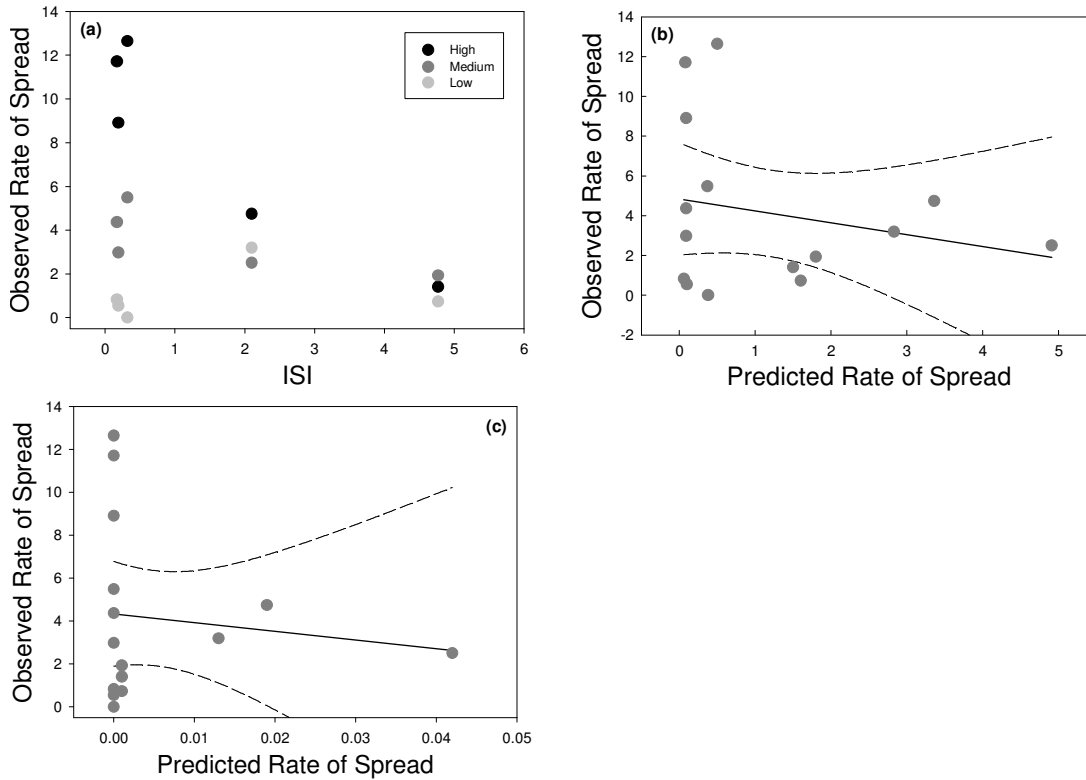 (a)
High
Medium
Low
Observed Rate of Spread
14
12
10
8
6
4
2
0
0 1 2 3 4 5 6
ISI
(b)
Observed Rate of Spread
14
12
10
8
6
4
2
0
-2
0 1 2 3 4 5
Predicted Rate of Spread
(c)
Observed Rate of Spread
14
12
10
8
6
4
2
0
0.00 0.01 0.02 0.03 0.04 0.05
Predicted Rate of Spread